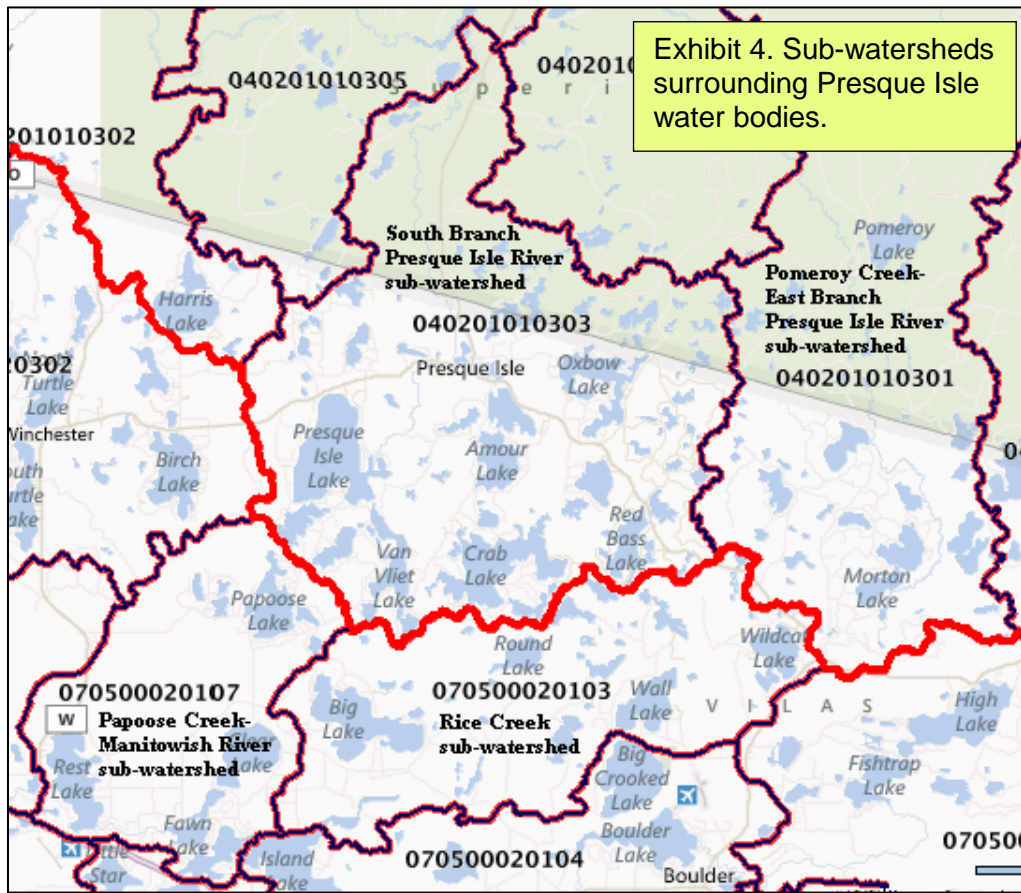 Exhibit 4. Sub-watersheds
surrounding Presque Isle
water bodies.
040201010305
S u p e r i
201010302
O
South Branch
Presque Isle River
sub-watershed
Pomeroy
Lake
Pomeroy Creek-
East Branch
Presque Isle River
sub-watershed
Harris
Lake
040201010303
Presque Isle
Oxbow
Lake
040201010301
20302
Turtle
Lake
Winchester
Birch
Lake
Presque
Isle
Lake
Amour
Lake
Red
Bass
Lake
Van
Vliet
Lake
Crab
Lake
Morton
Lake
Papoose
Lake
Round
Lake
Wildcat
Lake
070500020107
W
Papoose Creek-
Manitowish River
sub-watershed
Big
Lake
070500020103
Rice Creek
sub-watershed
Wall
Lake
V I L A S
High
Lake
Rest
Lake
Big
Crooked
Lake
Fishtrap
Lake
Fawn
Lake
Boulder
Lake
Island
Lake
Star
070500020104
Boulder